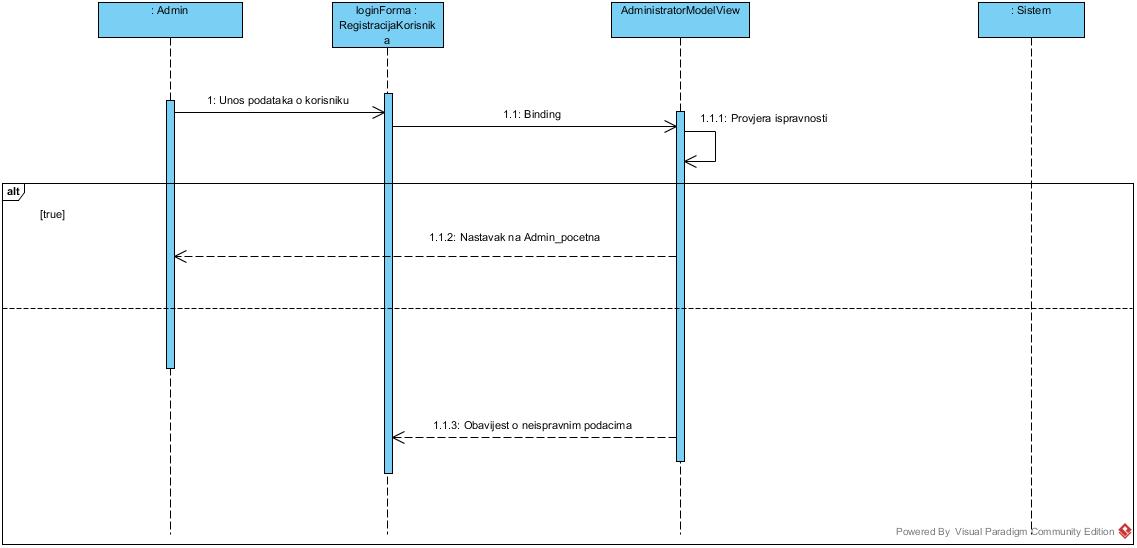 : Admin
loginForma :
RegistracijaKorisnik
a
AdministratorModelView
: Sistem
1: Unos podataka o korisniku
1.1: Binding
1.1.1: Provjera ispravnosti
alt
[true]
1.1.2: Nastavak na Admin_pocetna
1.1.3: Obavijest o neispravnim podacima
Powered By Visual Paradigm Community Edition